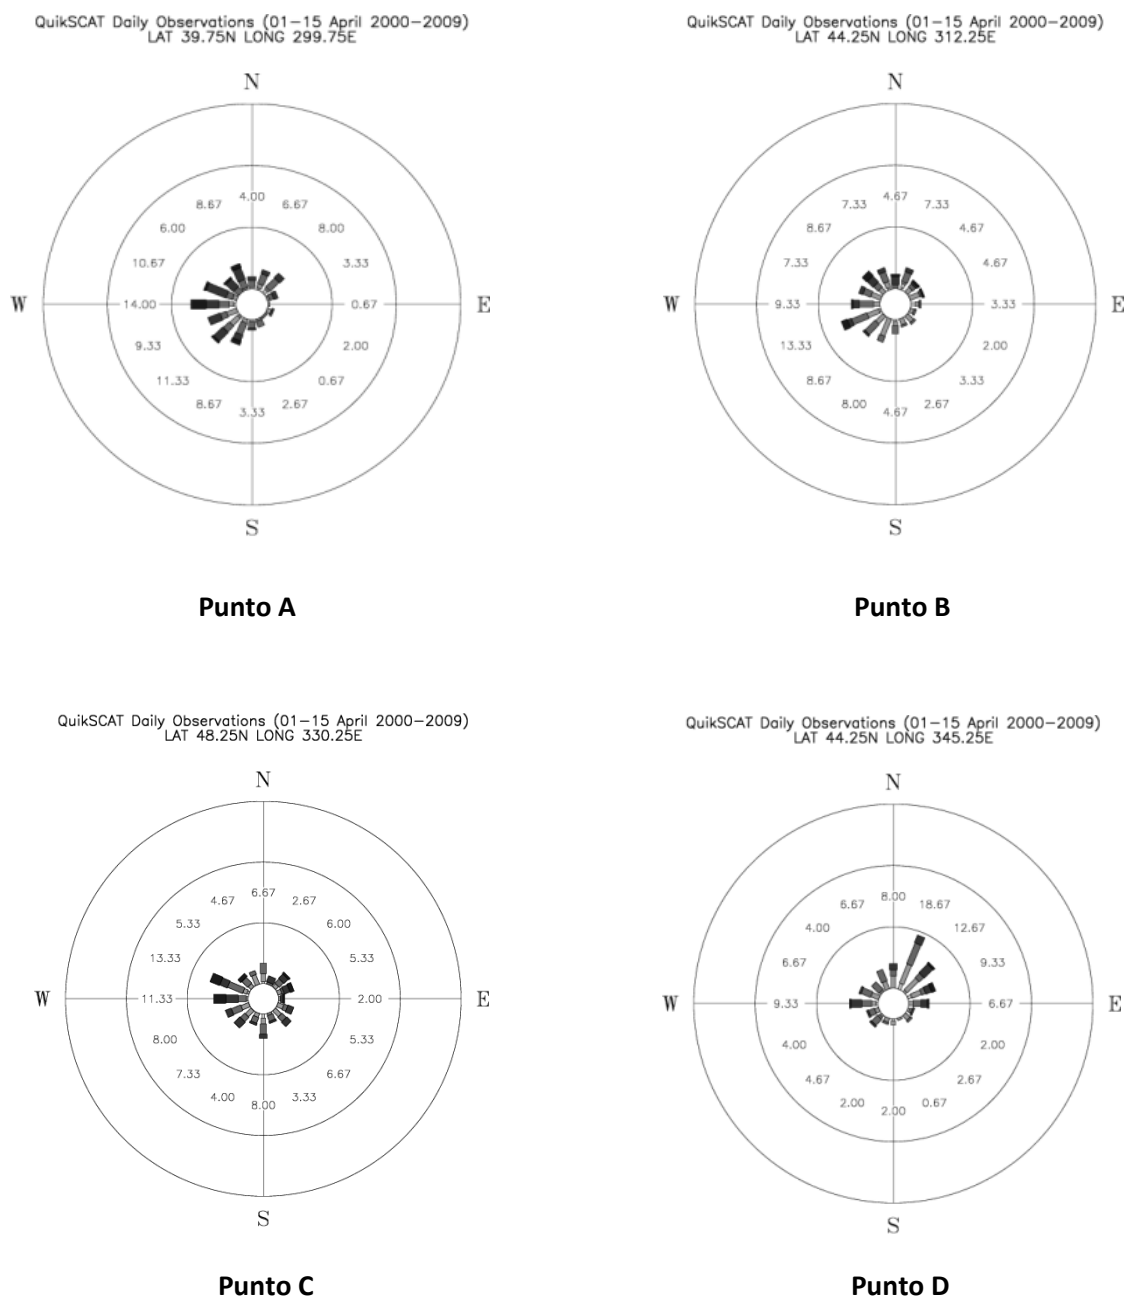 QuikSCAT Daily Observations (01-15 April 2000-2009)
LAT 39.75N LONG 299.75E
N
4.00
8.67 6.67
6.00 8.00
10.67 3.33
W 14.00 0.67 E
9.33 2.00
11.33 0.67
8.67 2.67
3.33
S
Punto A
QuikSCAT Daily Observations (01-15 April 2000-2009)
LAT 44.25N LONG 312.25E
N
4.67
7.33 7.33
8.67 4.67
7.33 4.67
W 9.33 3.33 E
13.33 2.00
8.67 3.33
8.00 2.67
4.67
S
Punto B
QuikSCAT Daily Observations (01-15 April 2000-2009)
LAT 48.25N LONG 330.25E
N
6.67
4.67 2.67
5.33 6.00
13.33 5.33
W 11.33 2.00 E
8.00 5.33
7.33 6.67
4.00 3.33
8.00
S
Punto C
QuikSCAT Daily Observations (01-15 April 2000-2009)
LAT 44.25N LONG 345.25E
N
8.00
6.67 18.67
4.00 12.67
6.67 9.33
W 9.33 6.67 E
4.00 2.00
4.67 2.67
2.00 0.67
2.00
S
Punto D